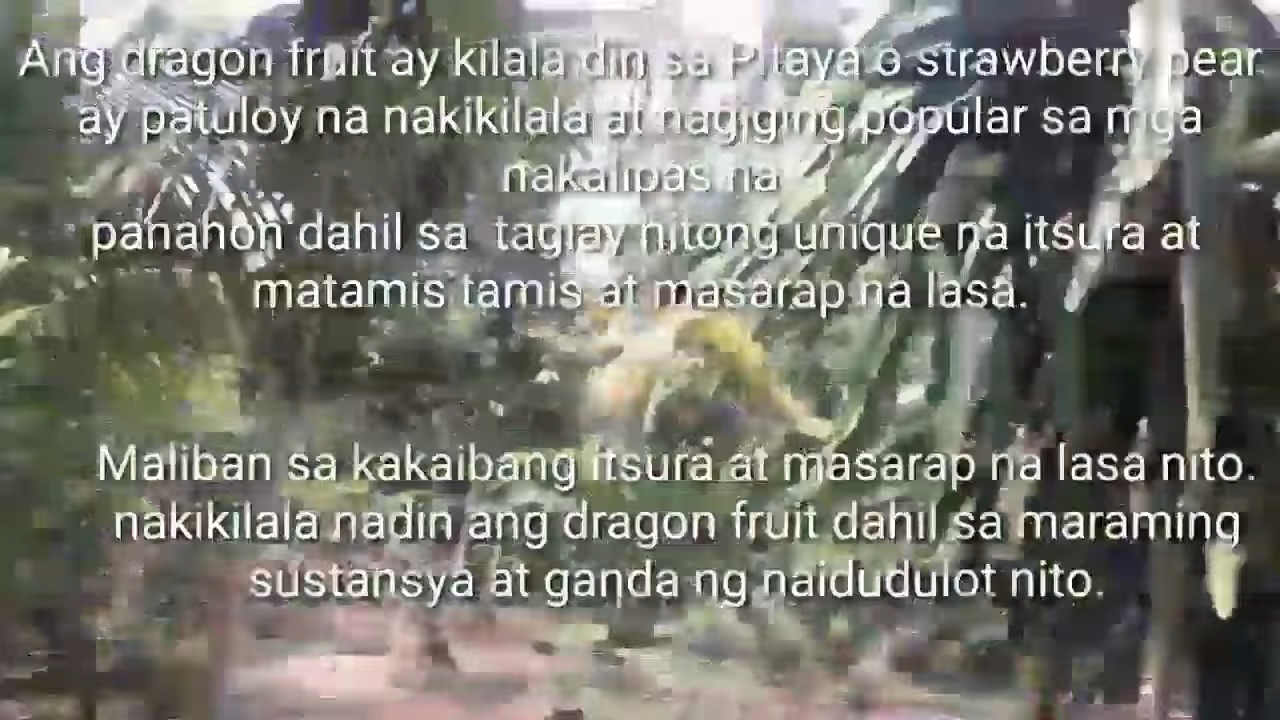 Ang dragon fruit ay kilala din sa Pitaya o strawberry pear
ay patuloy na nakikilala at nagiging popular sa mga
nakalipas na
panahon dahil sa taglay nitong unique na itsura at
matamis tamis at masarap na lasa.
Maliban sa kakaibang itsura at masarap na lasa nito.
nakikilala nadin ang dragon fruit dahil sa maraming
sustansya at ganda ng naidudulot nito.